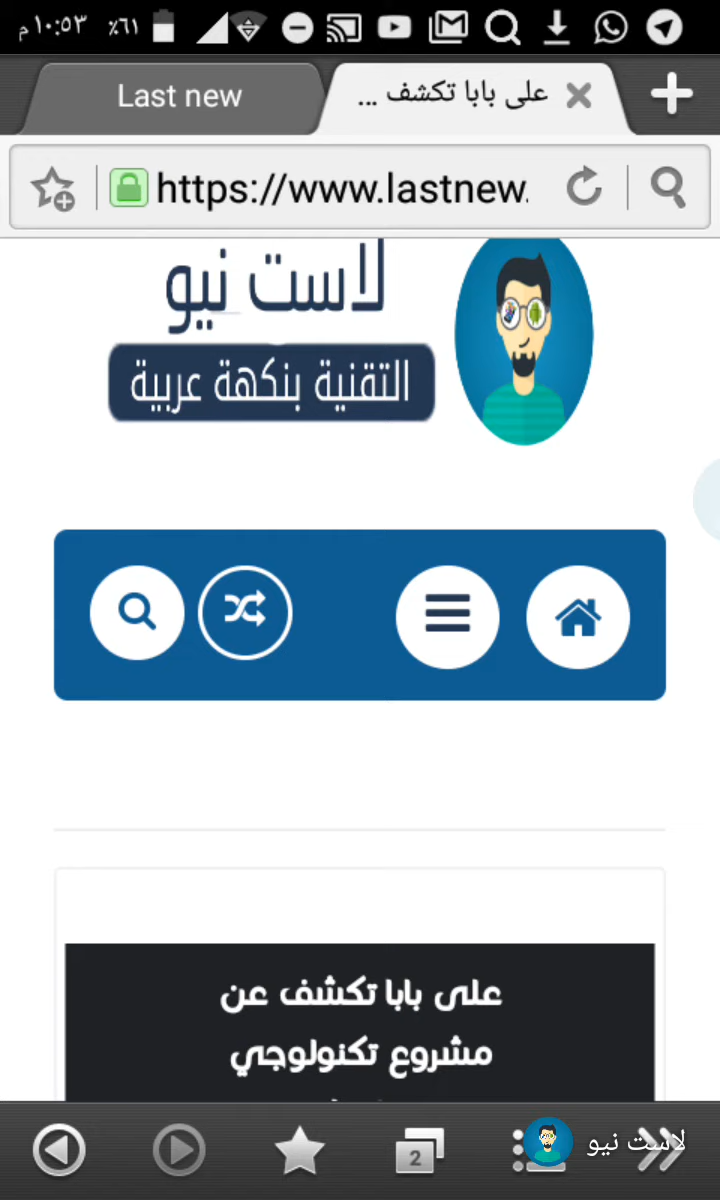 ١٠:٥٣ م ٪٦١
Last new
على بابا تكشف ...
https://www.lastnew.
لاست نيو
التقنية بنكهة عربية
على بابا تكشف عن
مشروع تكنولوجي
2
لاست نيو